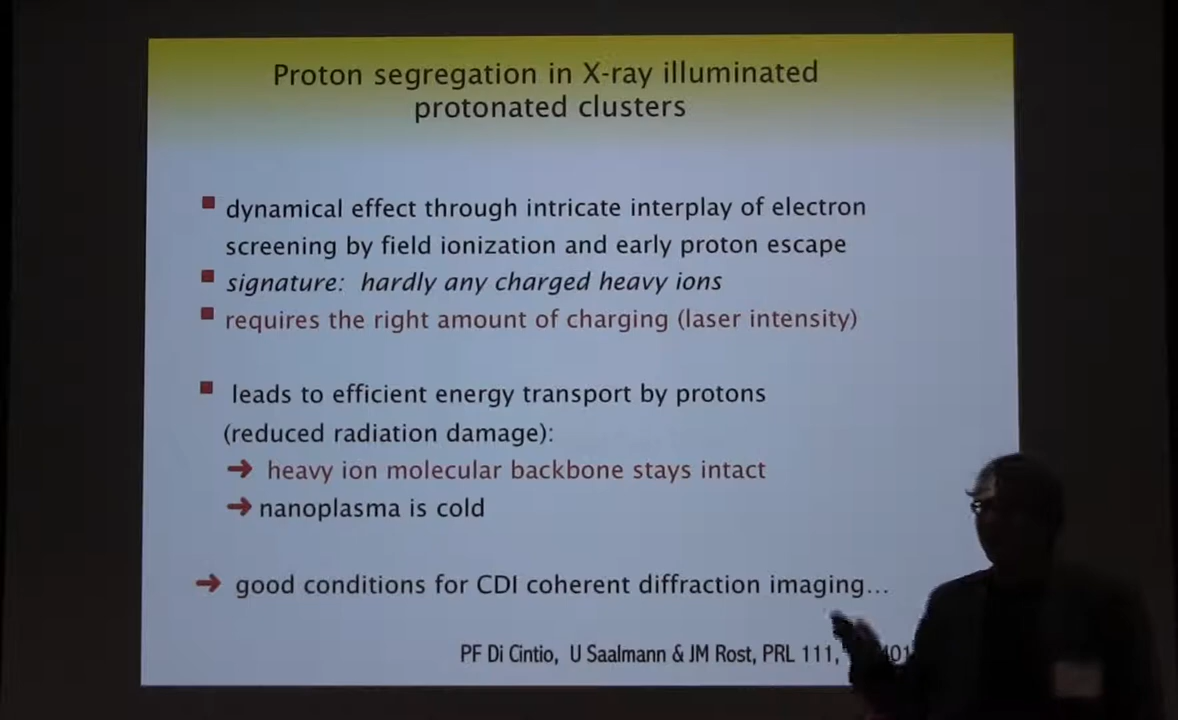 Proton segregation in X-ray illuminated
protonated clusters
▪ dynamical effect through intricate interplay of electron
screening by field ionization and early proton escape
▪ signature: hardly any charged heavy ions
▪ requires the right amount of charging (laser intensity)
▪ leads to efficient energy transport by protons
(reduced radiation damage):
➔ heavy ion molecular backbone stays intact
➔ nanoplasma is cold
➔ good conditions for CDI coherent diffraction imaging...
PF Di Cintio, U Saalmann & JM Rost, PRL 111,